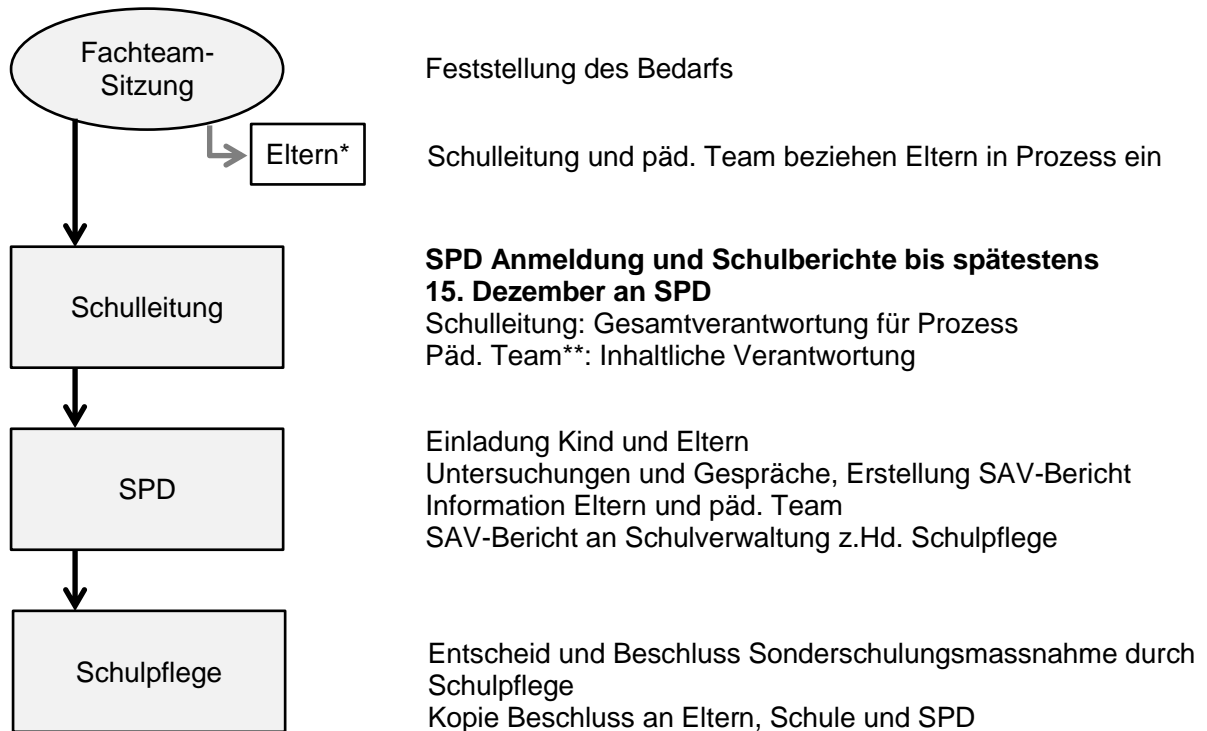 Fachteam-
Sitzung
Feststellung des Bedarfs
Eltern*
Schulleitung und päd. Team beziehen Eltern in Prozess ein
Schulleitung
SPD Anmeldung und Schulberichte bis spätestens
15. Dezember an SPD
Schulleitung: Gesamtverantwortung für Prozess
Päd. Team**: Inhaltliche Verantwortung
SPD
Einladung Kind und Eltern
Untersuchungen und Gespräche, Erstellung SAV-Bericht
Information Eltern und päd. Team
SAV-Bericht an Schulverwaltung z.Hd. Schulpflege
Schulpflege
Entscheid und Beschluss Sonderschulungsmassnahme durch
Schulpflege
Kopie Beschluss an Eltern, Schule und SPD